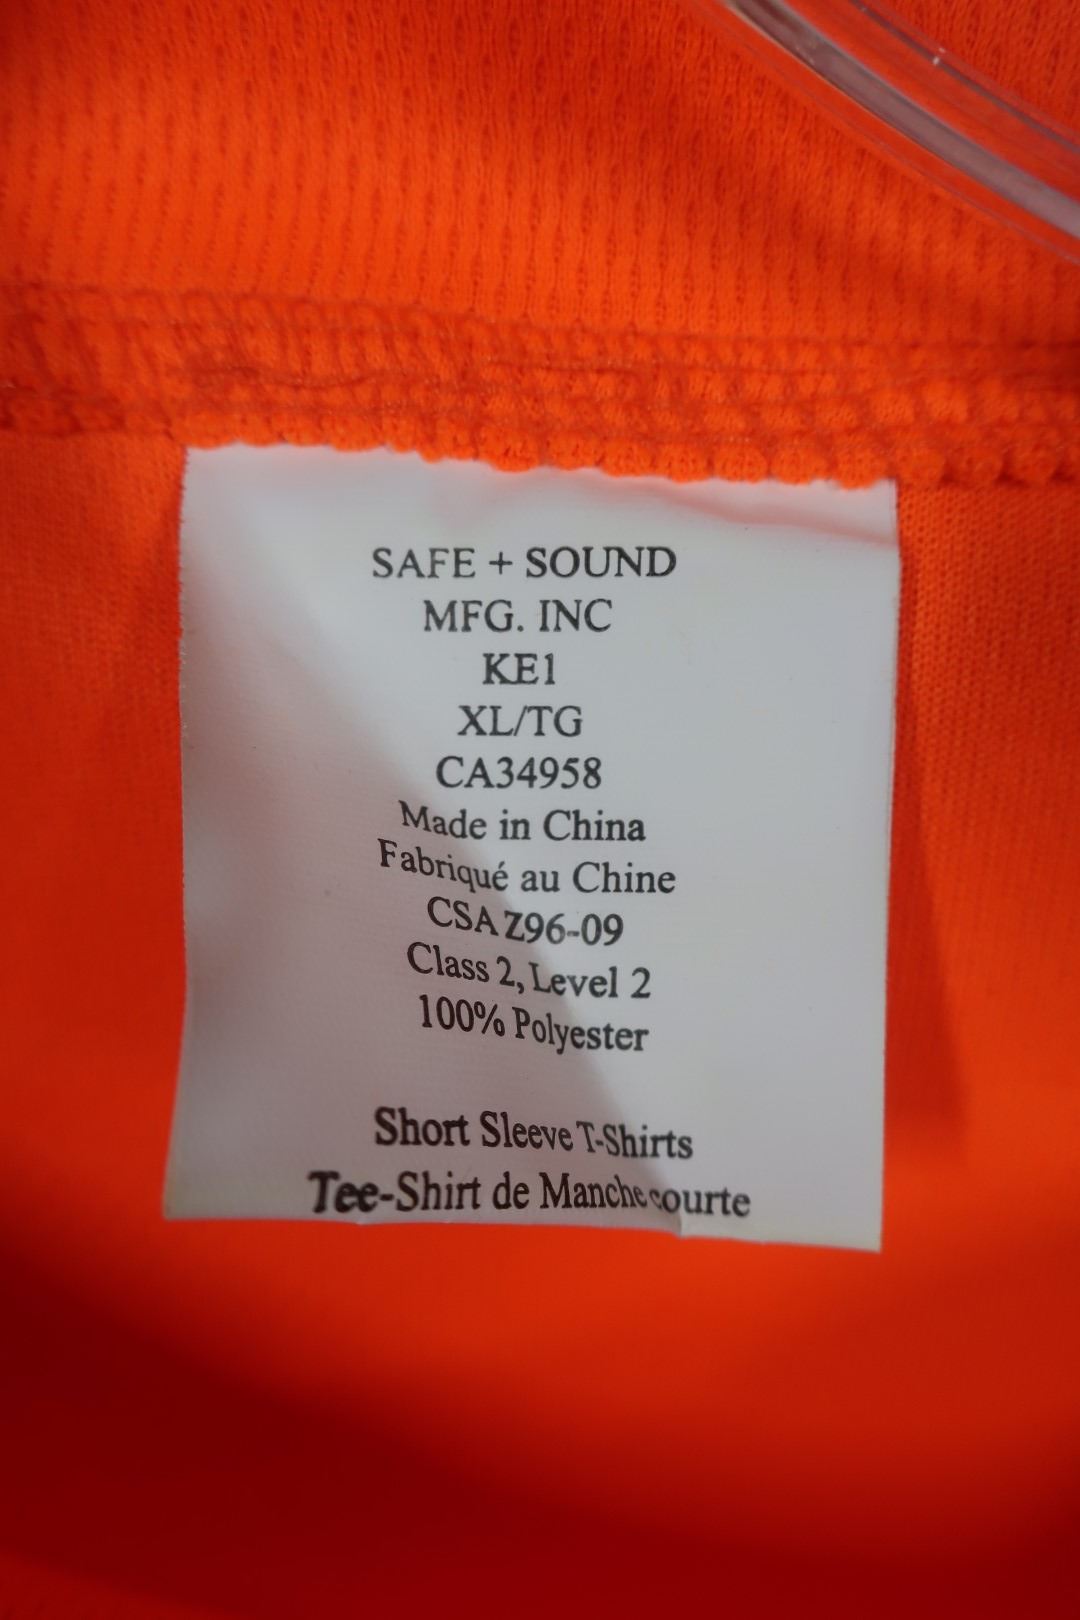 SAFE + SOUND
MFG. INC
KE1
XL/TG
CA34958
Made in China
Fabriqué au Chine
CSA Z96-09
Class 2, Level 2
100% Polyester
Short Sleeve T-Shirts
Tee-Shirt de Manche courte